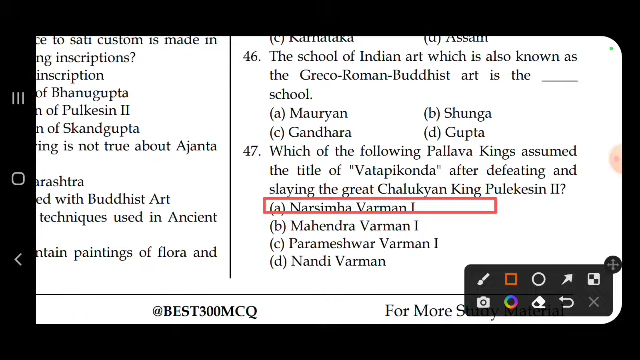 ce to sati custom is made in
ng inscriptions?
inscription
of Bhanugupta
n of Pulkesin II
n of Skandgupta
ing is not true about Ajanta
arashtra
ed with Buddhist Art
techniques used in Ancient
ntain paintings of flora and
(c) Karnataka (d) Assam
46. The school of Indian art which is also known as
the Greco-Roman-Buddhist art is the _____
school.
(a) Mauryan (b) Shunga
(c) Gandhara (d) Gupta
47. Which of the following Pallava Kings assumed
the title of "Vatapikonda" after defeating and
slaying the great Chalukyan King Pulekesin II?
(a) Narsimha Varman I
(b) Mahendra Varman I
(c) Parameshwar Varman I
(d) Nandi Varman
@BEST300MCQ For More Study Material